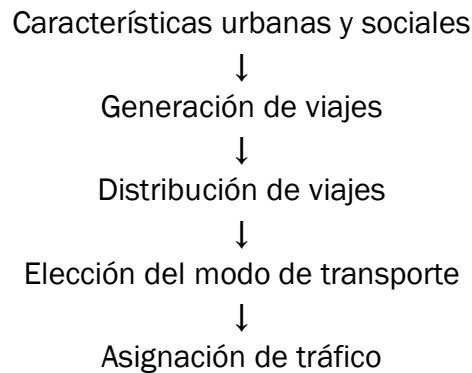 Características urbanas y sociales
↓
Generación de viajes
↓
Distribución de viajes
↓
Elección del modo de transporte
↓
Asignación de tráfico